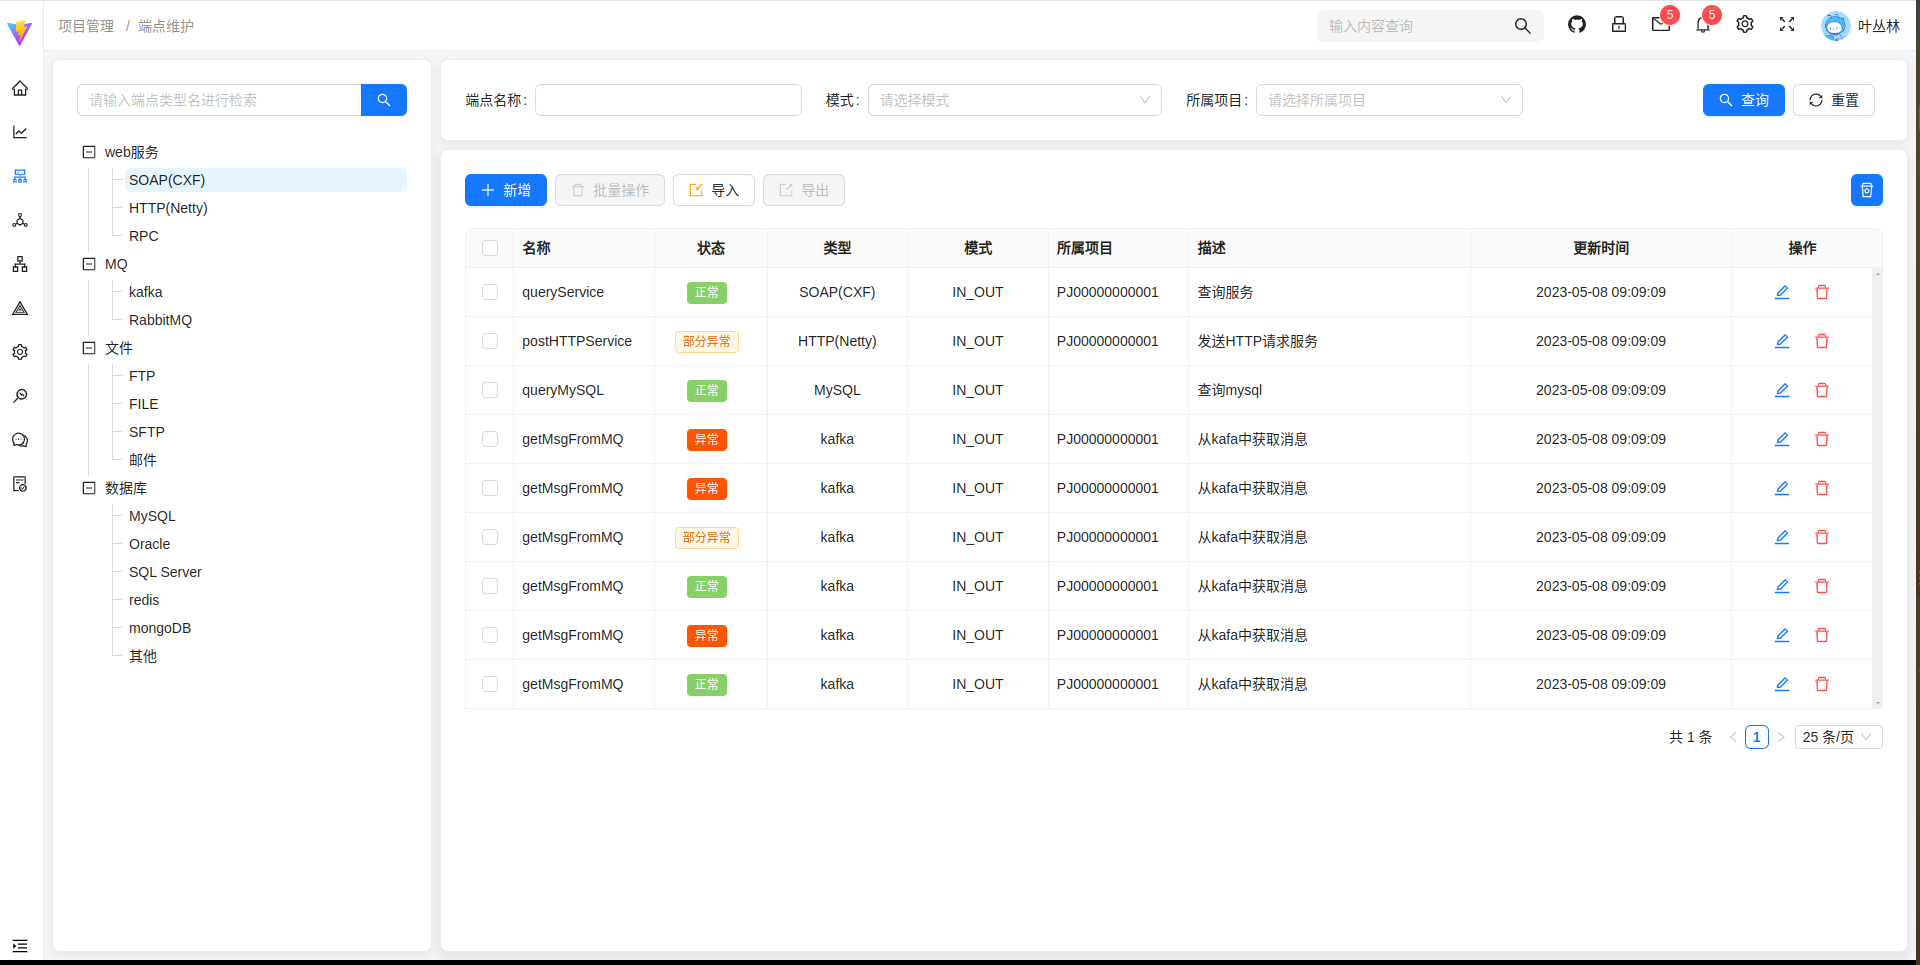 项目管理 / 端点维护
输入内容查询
5
5
叶丛林
请输入端点类型名进行检索
web服务
SOAP(CXF)
HTTP(Netty)
RPC
MQ
kafka
RabbitMQ
文件
FTP
FILE
SFTP
邮件
数据库
MySQL
Oracle
SQL Server
redis
mongoDB
其他
端点名称:
模式: 请选择模式
所属项目: 请选择所属项目
查询
重置
新增 批量操作 导入 导出
名称 状态 类型 模式 所属项目 描述 更新时间 操作
queryService 正常 SOAP(CXF) IN_OUT PJ00000000001 查询服务 2023-05-08 09:09:09
postHTTPService 部分异常 HTTP(Netty) IN_OUT PJ00000000001 发送HTTP请求服务 2023-05-08 09:09:09
queryMySQL 正常 MySQL IN_OUT 查询mysql 2023-05-08 09:09:09
getMsgFromMQ 异常 kafka IN_OUT PJ00000000001 从kafa中获取消息 2023-05-08 09:09:09
getMsgFromMQ 异常 kafka IN_OUT PJ00000000001 从kafa中获取消息 2023-05-08 09:09:09
getMsgFromMQ 部分异常 kafka IN_OUT PJ00000000001 从kafa中获取消息 2023-05-08 09:09:09
getMsgFromMQ 正常 kafka IN_OUT PJ00000000001 从kafa中获取消息 2023-05-08 09:09:09
getMsgFromMQ 异常 kafka IN_OUT PJ00000000001 从kafa中获取消息 2023-05-08 09:09:09
getMsgFromMQ 正常 kafka IN_OUT PJ00000000001 从kafa中获取消息 2023-05-08 09:09:09
共 1 条 1 25 条/页